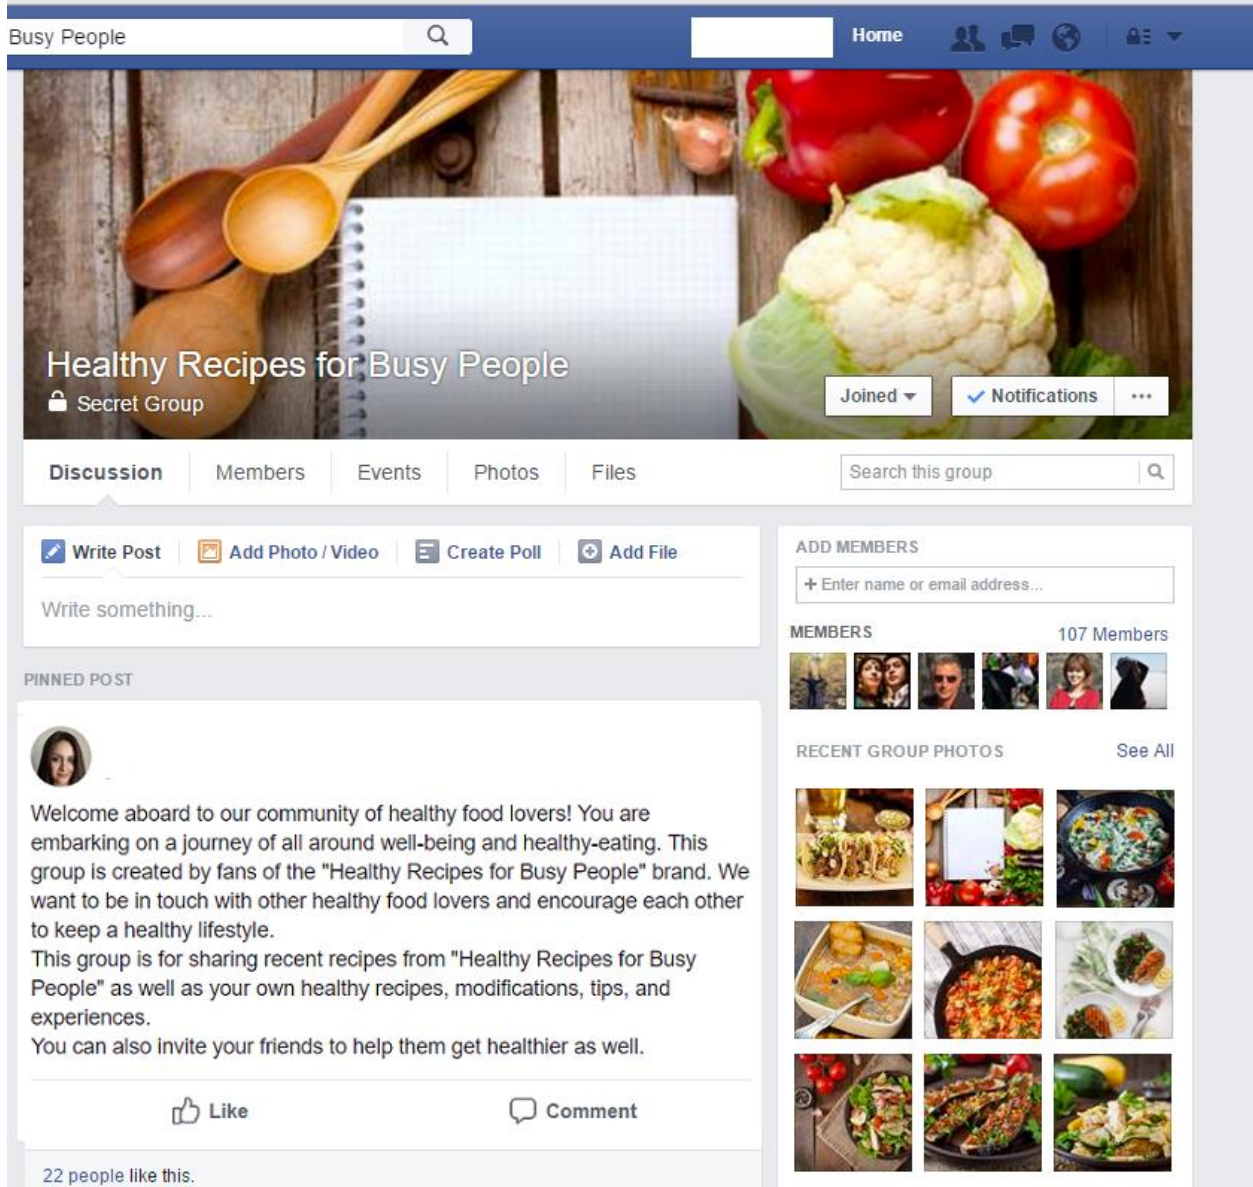 Busy People
Home
Healthy Recipes for Busy People
Secret Group
Joined
Notifications
Discussion
Members
Events
Photos
Files
Search this group
Write Post
Add Photo / Video
Create Poll
Add File
Write something...
PINNED POST
Welcome aboard to our community of healthy food lovers! You are
embarking on a journey of all around well-being and healthy-eating. This
group is created by fans of the "Healthy Recipes for Busy People" brand. We
want to be in touch with other healthy food lovers and encourage each other
to keep a healthy lifestyle.
This group is for sharing recent recipes from "Healthy Recipes for Busy
People" as well as your own healthy recipes, modifications, tips, and
experiences.
You can also invite your friends to help them get healthier as well.
Like
Comment
22 people like this.
ADD MEMBERS
+ Enter name or email address...
MEMBERS
107 Members
RECENT GROUP PHOTOS
See All